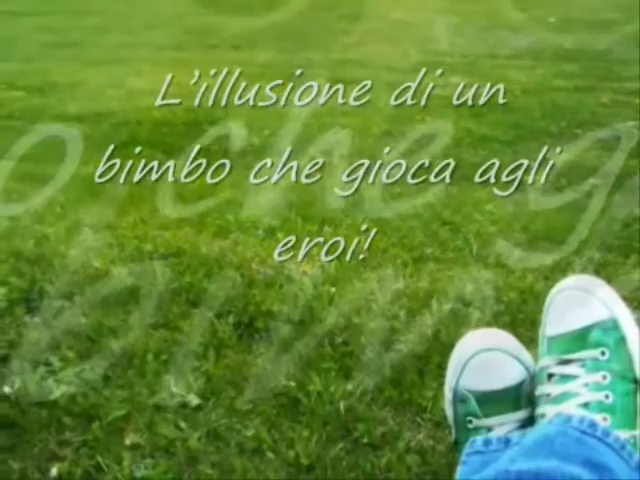 L'illusione di un
bimbo che gioca agli
eroi!